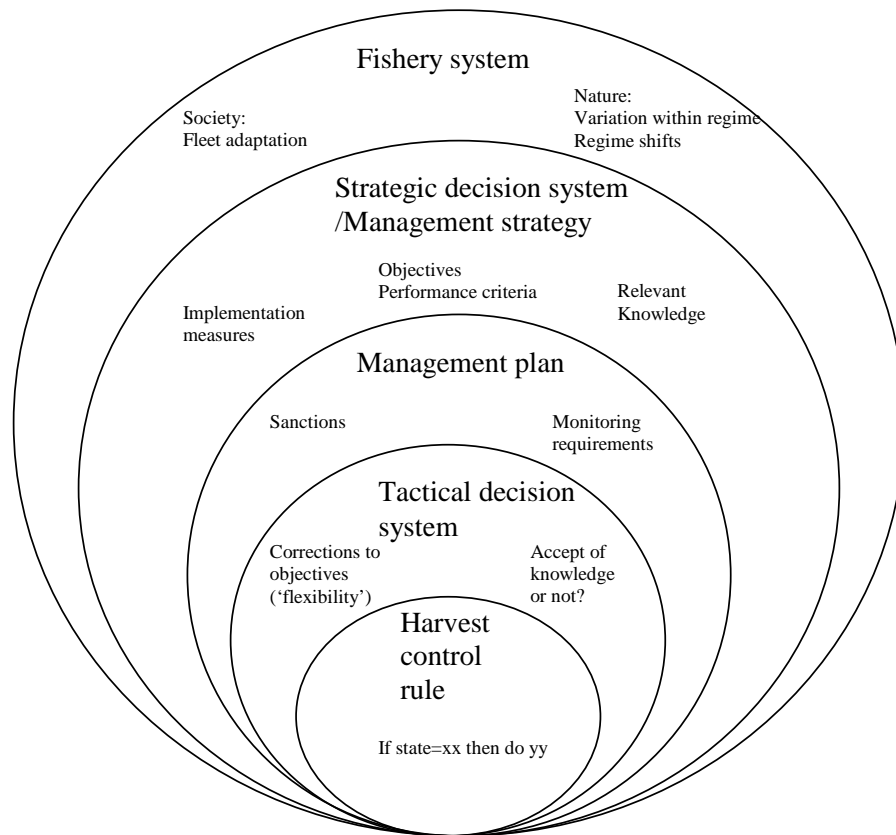 Fishery system
Society:
Fleet adaptation
Nature:
Variation within regime
Regime shifts
Strategic decision system
/Management strategy
Objectives
Performance criteria
Implementation
measures
Relevant
Knowledge
Management plan
Sanctions
Monitoring
requirements
Tactical decision
system
Corrections to
objectives
(‘flexibility’)
Accept of
knowledge
or not?
Harvest
control
rule
If state=xx then do yy